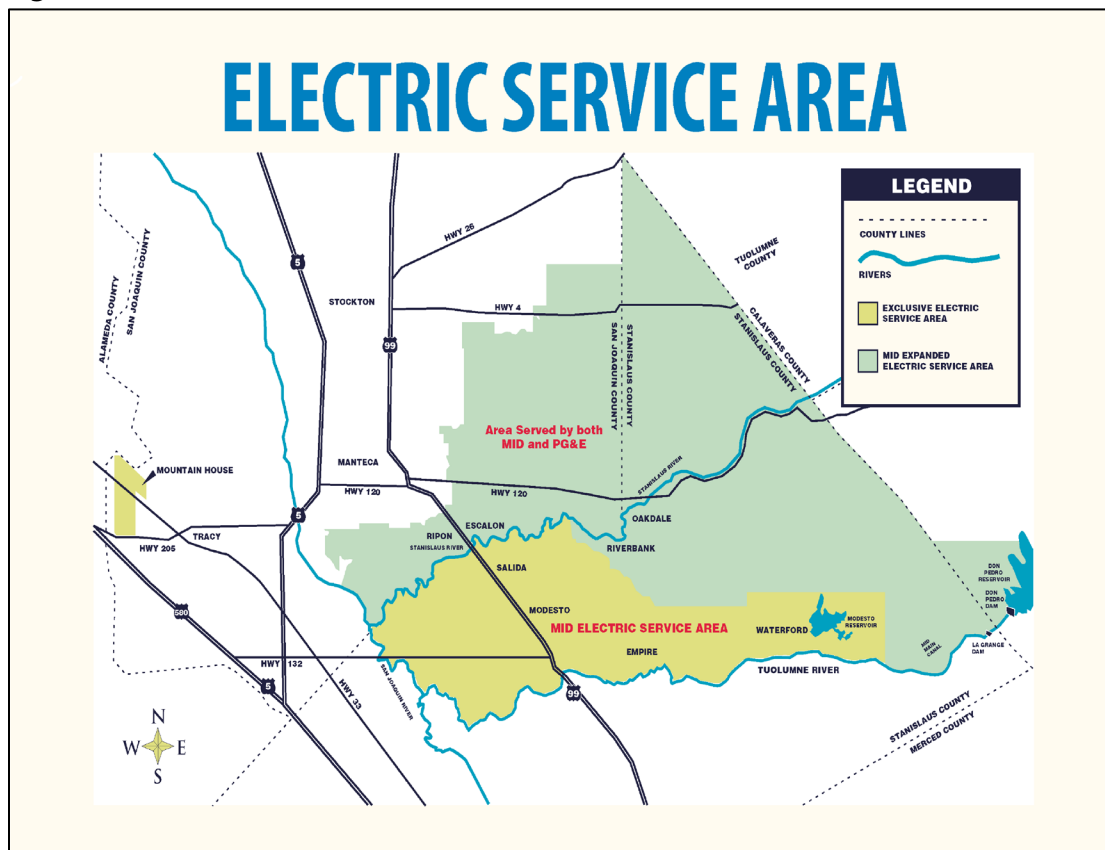 ELECTRIC SERVICE AREA
LEGEND
COUNTY LINES
RIVERS
EXCLUSIVE ELECTRIC
SERVICE AREA
MID EXPANDED
ELECTRIC SERVICE AREA
HWY 26
TUOLUMNE
COUNTY
ALAMEDA COUNTY
SAN JOAQUIN COUNTY
5
STOCKTON
HWY 4
99
SAN JOAQUIN COUNTY
STANISLAUS COUNTY
CALAVERAS COUNTY
STANISLAUS COUNTY
Area Served by both
MID and PG&E
MOUNTAIN HOUSE
MANTECA
HWY 120
HWY 120
STANISLAUS RIVER
5
TRACY
HWY 205
RIPON
ESCALON
STANISLAUS RIVER
OAKDALE
RIVERBANK
SALIDA
DON
PEDRO
RESERVOIR
DON
PEDRO
DAM
580
MODESTO
MID ELECTRIC SERVICE AREA
WATERFORD
MODESTO
RESERVOIR
EMPIRE
MID
MAIN
CANAL
LA GRANGE
DAM
HWY 132
TUOLUMNE RIVER
SAN JOAQUIN RIVER
5
HWY 33
99
STANISLAUS COUNTY
MERCED COUNTY
N
W E
S